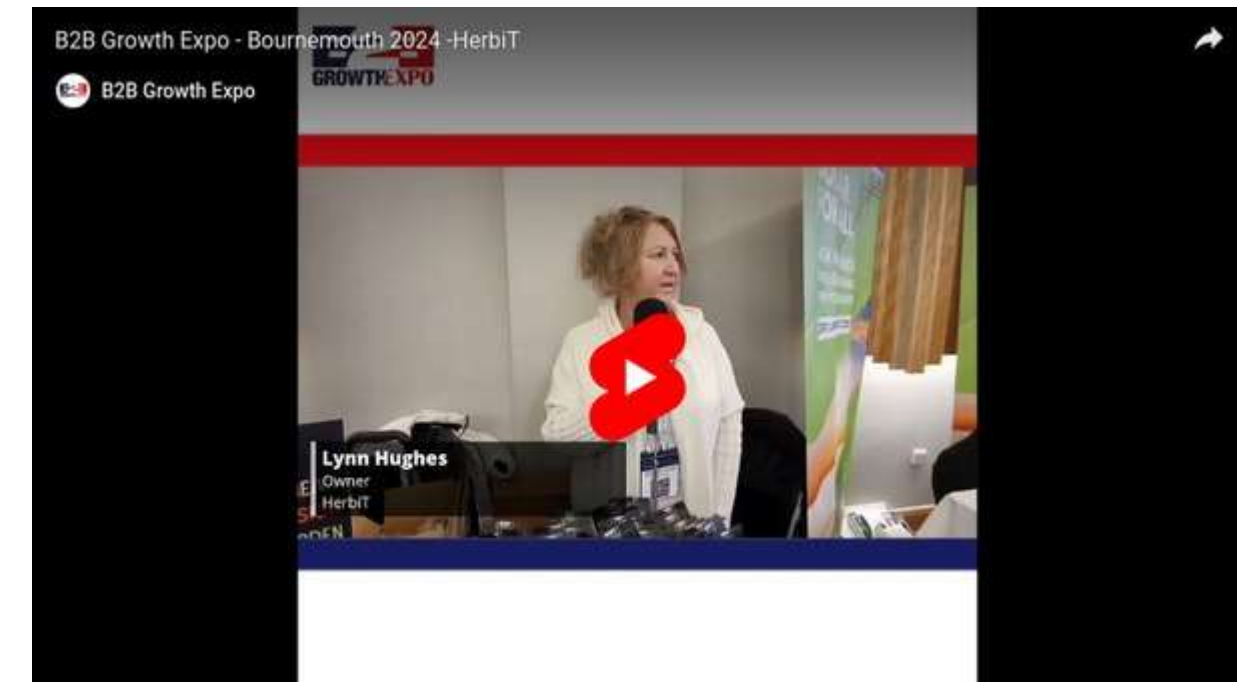 B2B Growth Expo - Bournemouth 2024 -HerbiT
B2B Growth Expo
GROWTHEXPO
Lynn Hughes
Owner
HerbiT